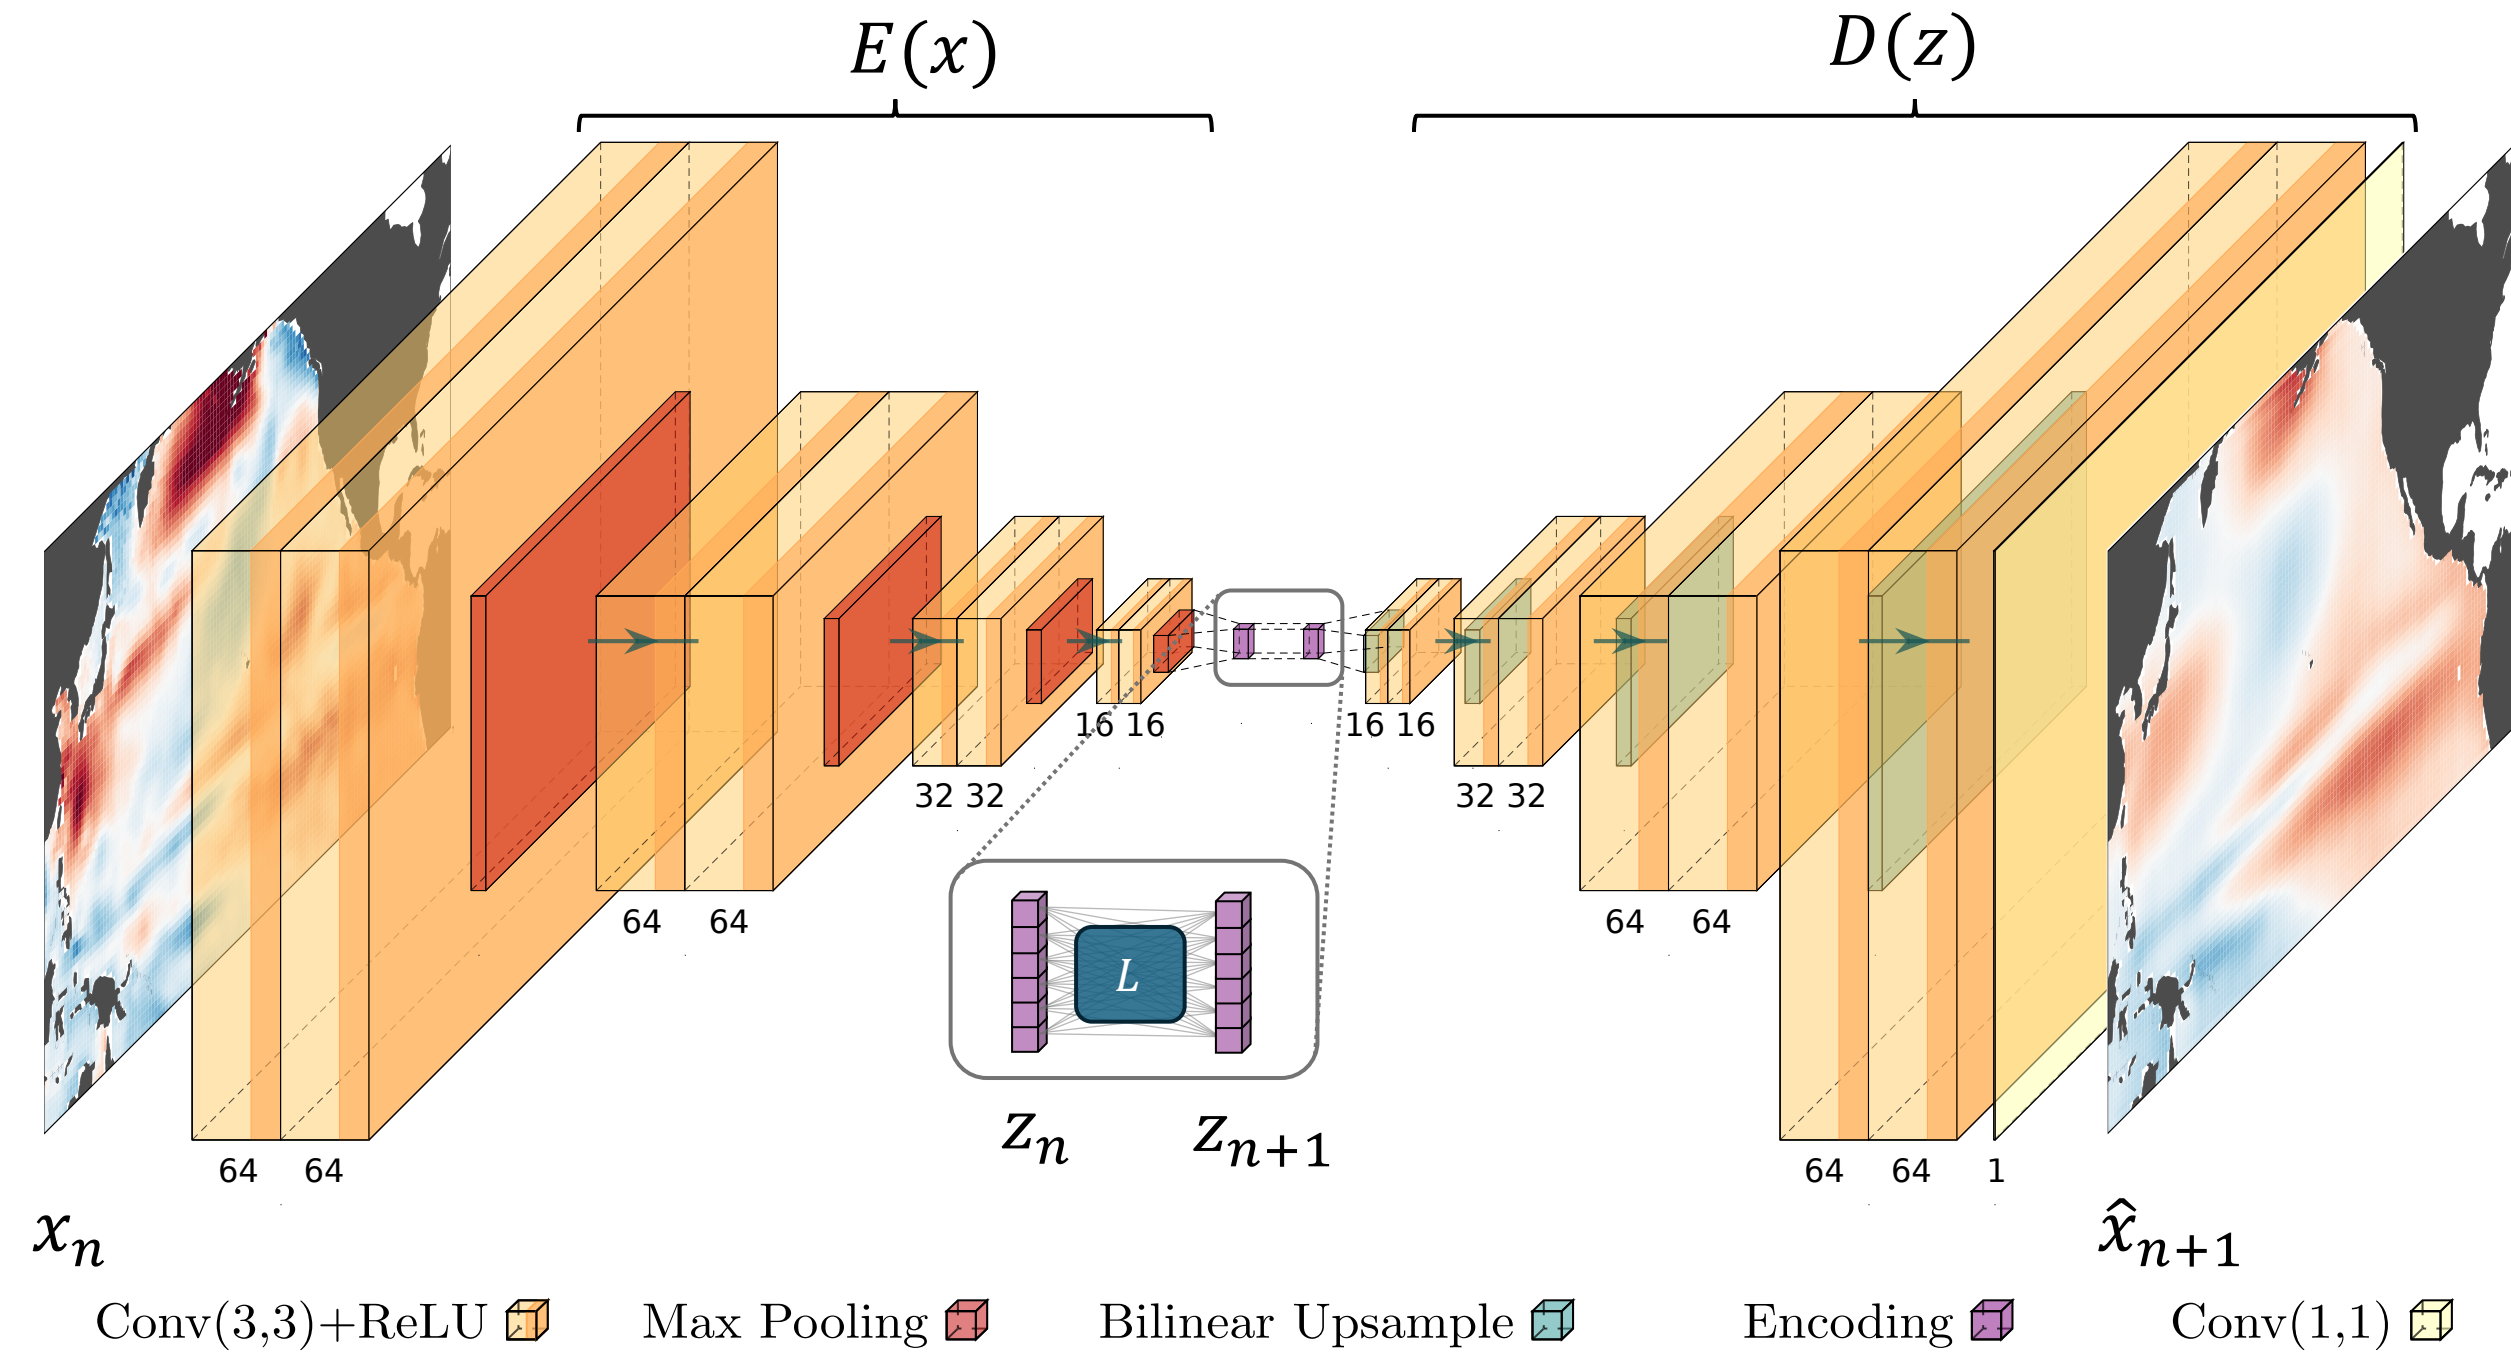 E(x)
D(z)
16 16
16 16
32 32
32 32
64 64
64 64
L
z_n
z_{n+1}
64 64
64 64 1
x_n
x̂_{n+1}
Conv(3,3)+ReLU
Max Pooling
Bilinear Upsample
Encoding
Conv(1,1)